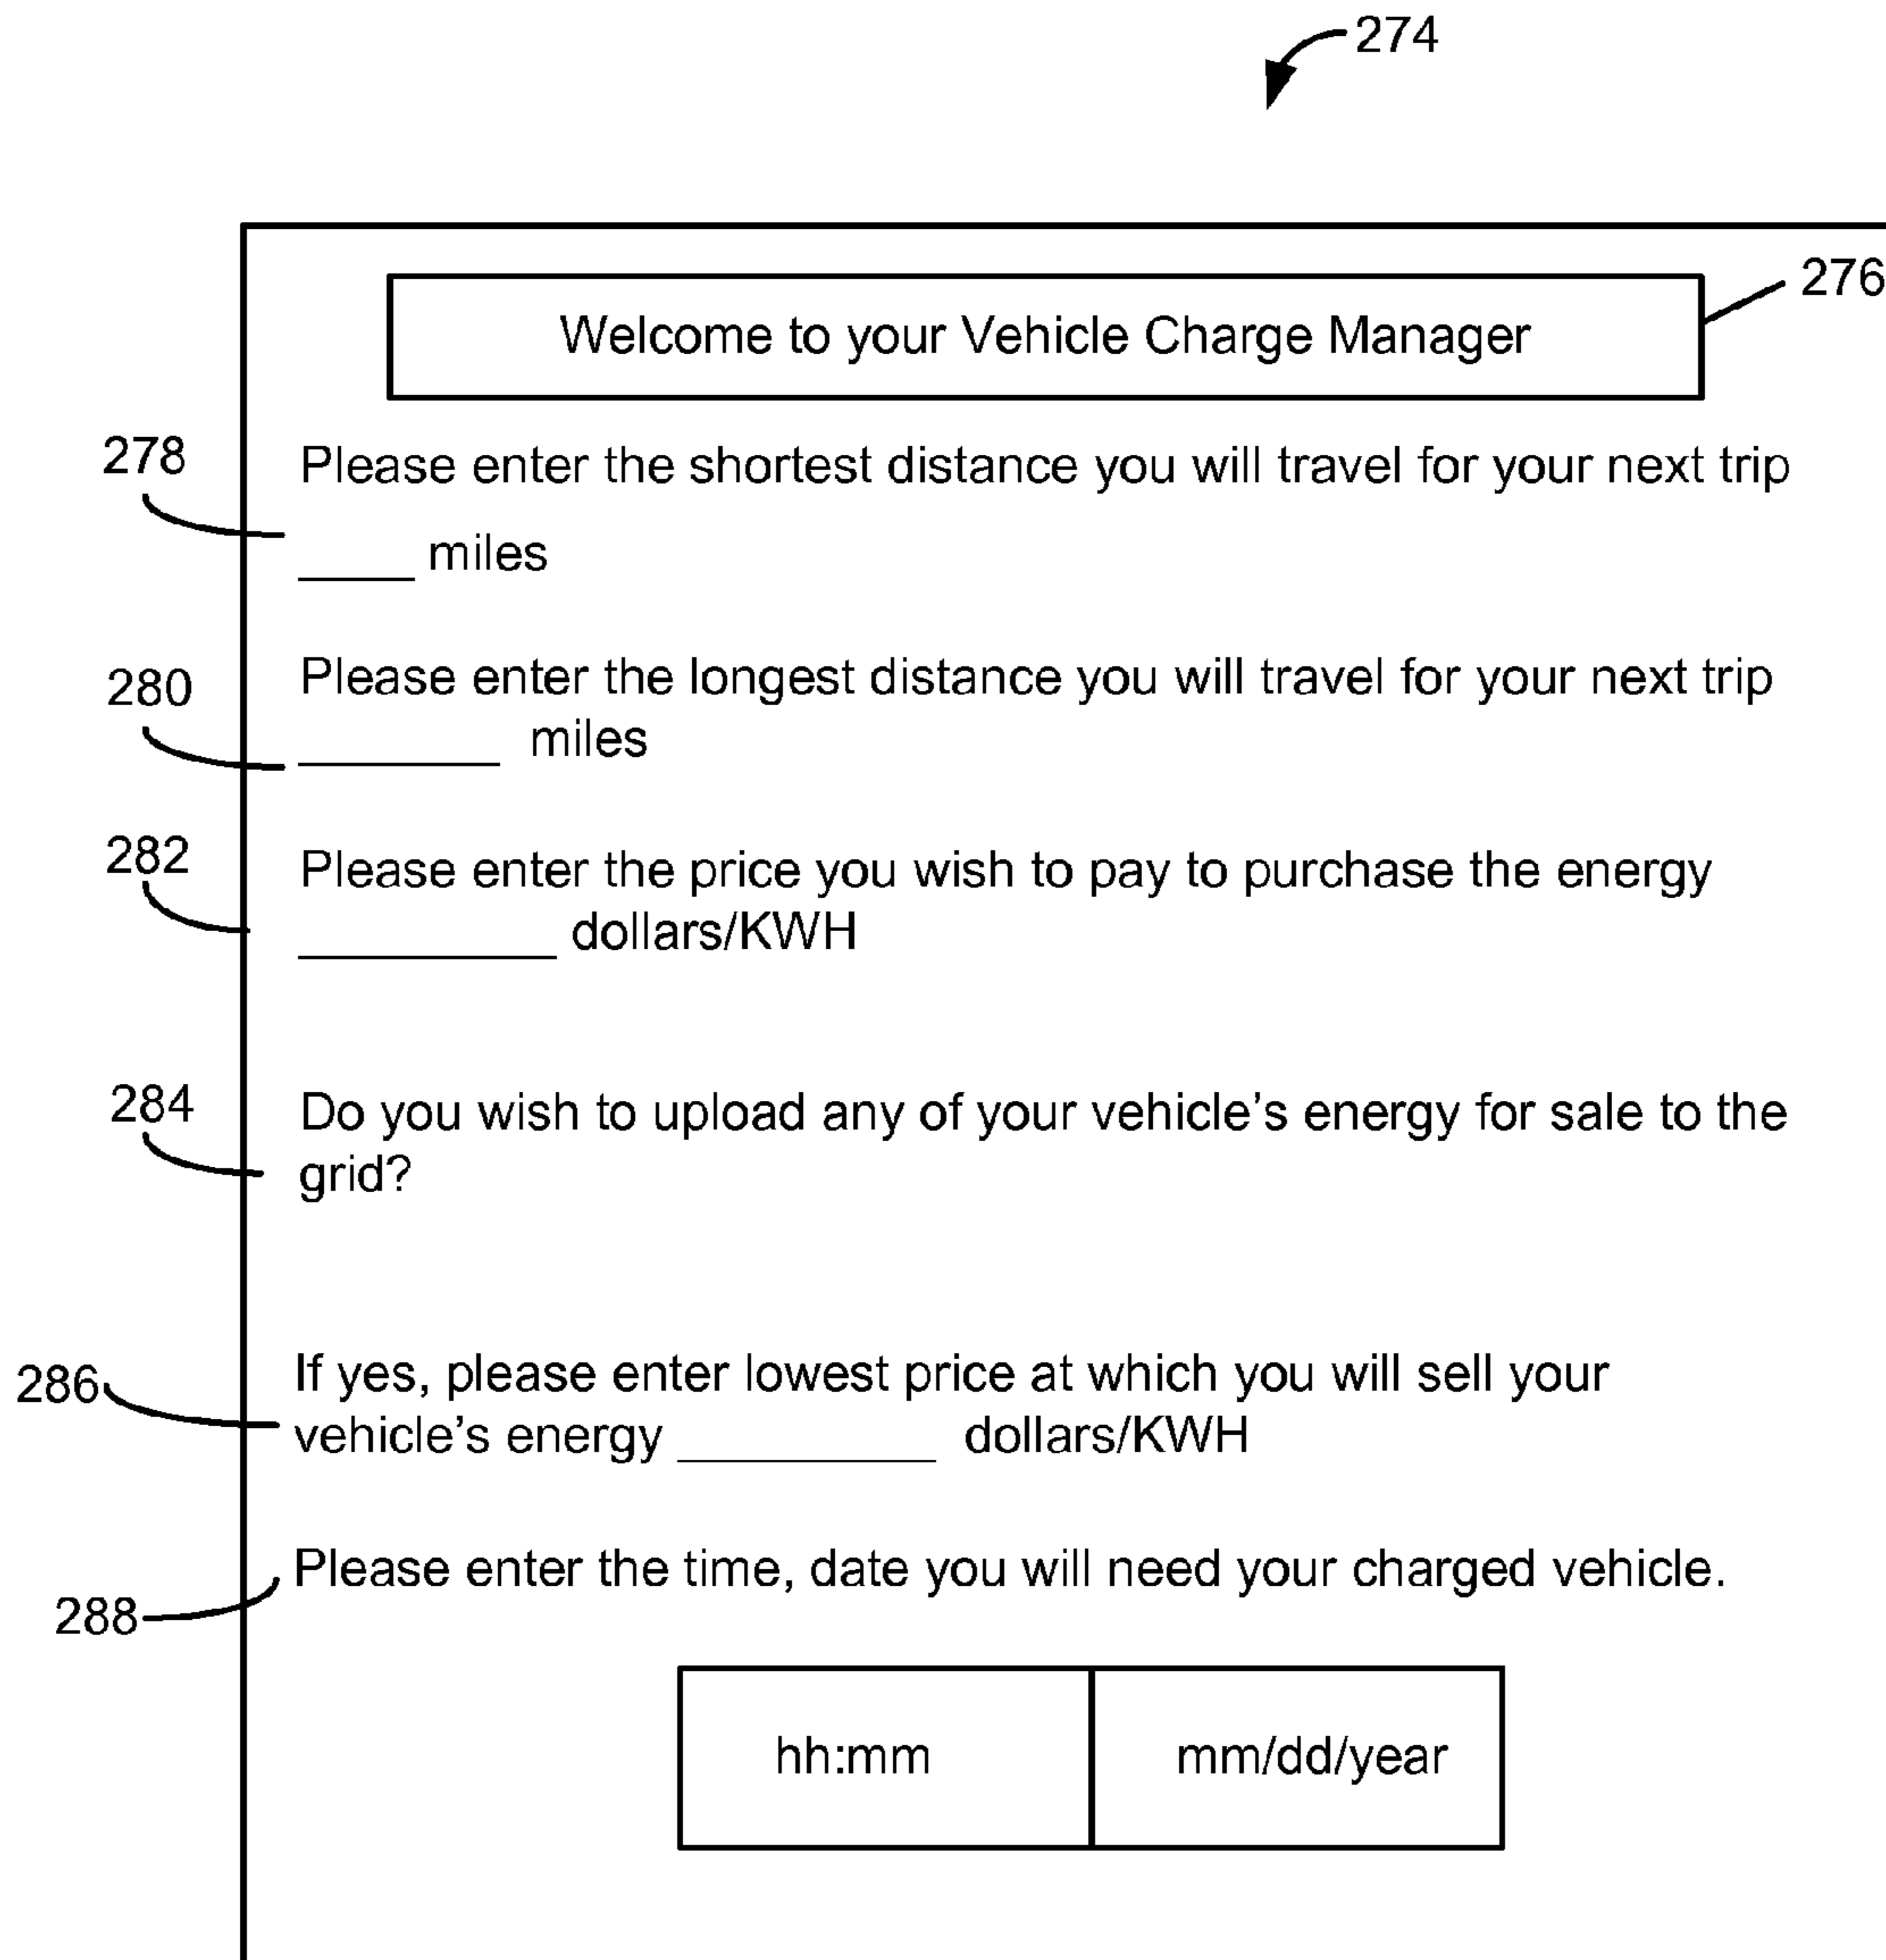 274
276
Welcome to your Vehicle Charge Manager
278
Please enter the shortest distance you will travel for your next trip
_____ miles
280
Please enter the longest distance you will travel for your next trip
_________ miles
282
Please enter the price you wish to pay to purchase the energy
___________ dollars/KWH
284
Do you wish to upload any of your vehicle's energy for sale to the
grid?
286
If yes, please enter lowest price at which you will sell your
vehicle's energy ___________ dollars/KWH
288
Please enter the time, date you will need your charged vehicle.
hh:mm mm/dd/year